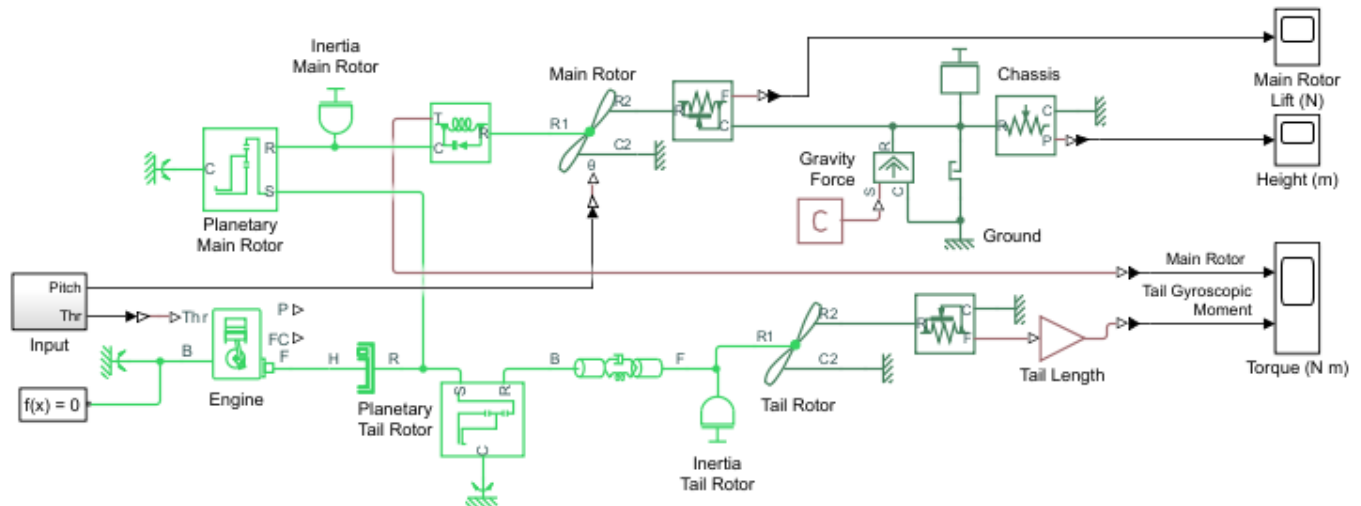 Inertia
Main Rotor
Main Rotor
Chassis
Main Rotor
Lift (N)
T
R
C
R1
R2
C2
θ
R
F
C
R
C
P
C
R
S
Planetary
Main Rotor
Gravity
Force
R
S
C
C
Ground
Height (m)
Pitch
Thr
Input
Thr
P
FC
F
B
H
R
Engine
f(x) = 0
Planetary
Tail Rotor
S
R
C
B
F
Inertia
Tail Rotor
R1
R2
C2
Tail Rotor
R
C
F
Tail Length
Main Rotor
Tail Gyroscopic
Moment
Torque (N m)